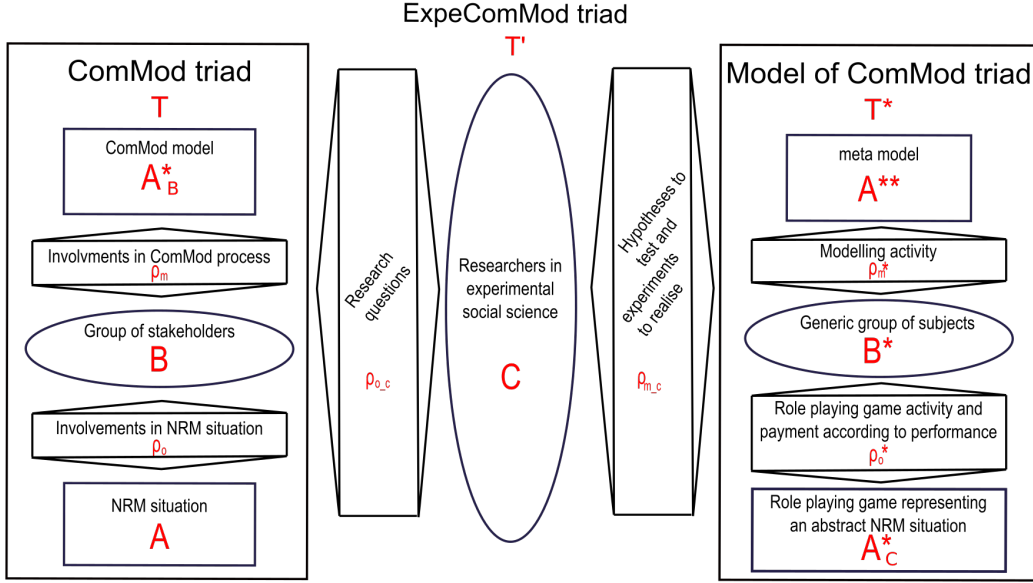 ExpeComMod triad
T'
ComMod triad
T
ComMod model
A*B
Involvments in ComMod process
ρm
Group of stakeholders
B
Involvements in NRM situation
ρo
NRM situation
A
Research
questions
ρo_c
Researchers in
experimental
social science
C
Hypotheses to
test and
experiments
to realise
ρm_c
Model of ComMod triad
T*
meta model
A**
Modelling activity
ρm*
Generic group of subjects
B*
Role playing game activity and
payment according to performance
ρo*
Role playing game representing
an abstract NRM situation
A*C